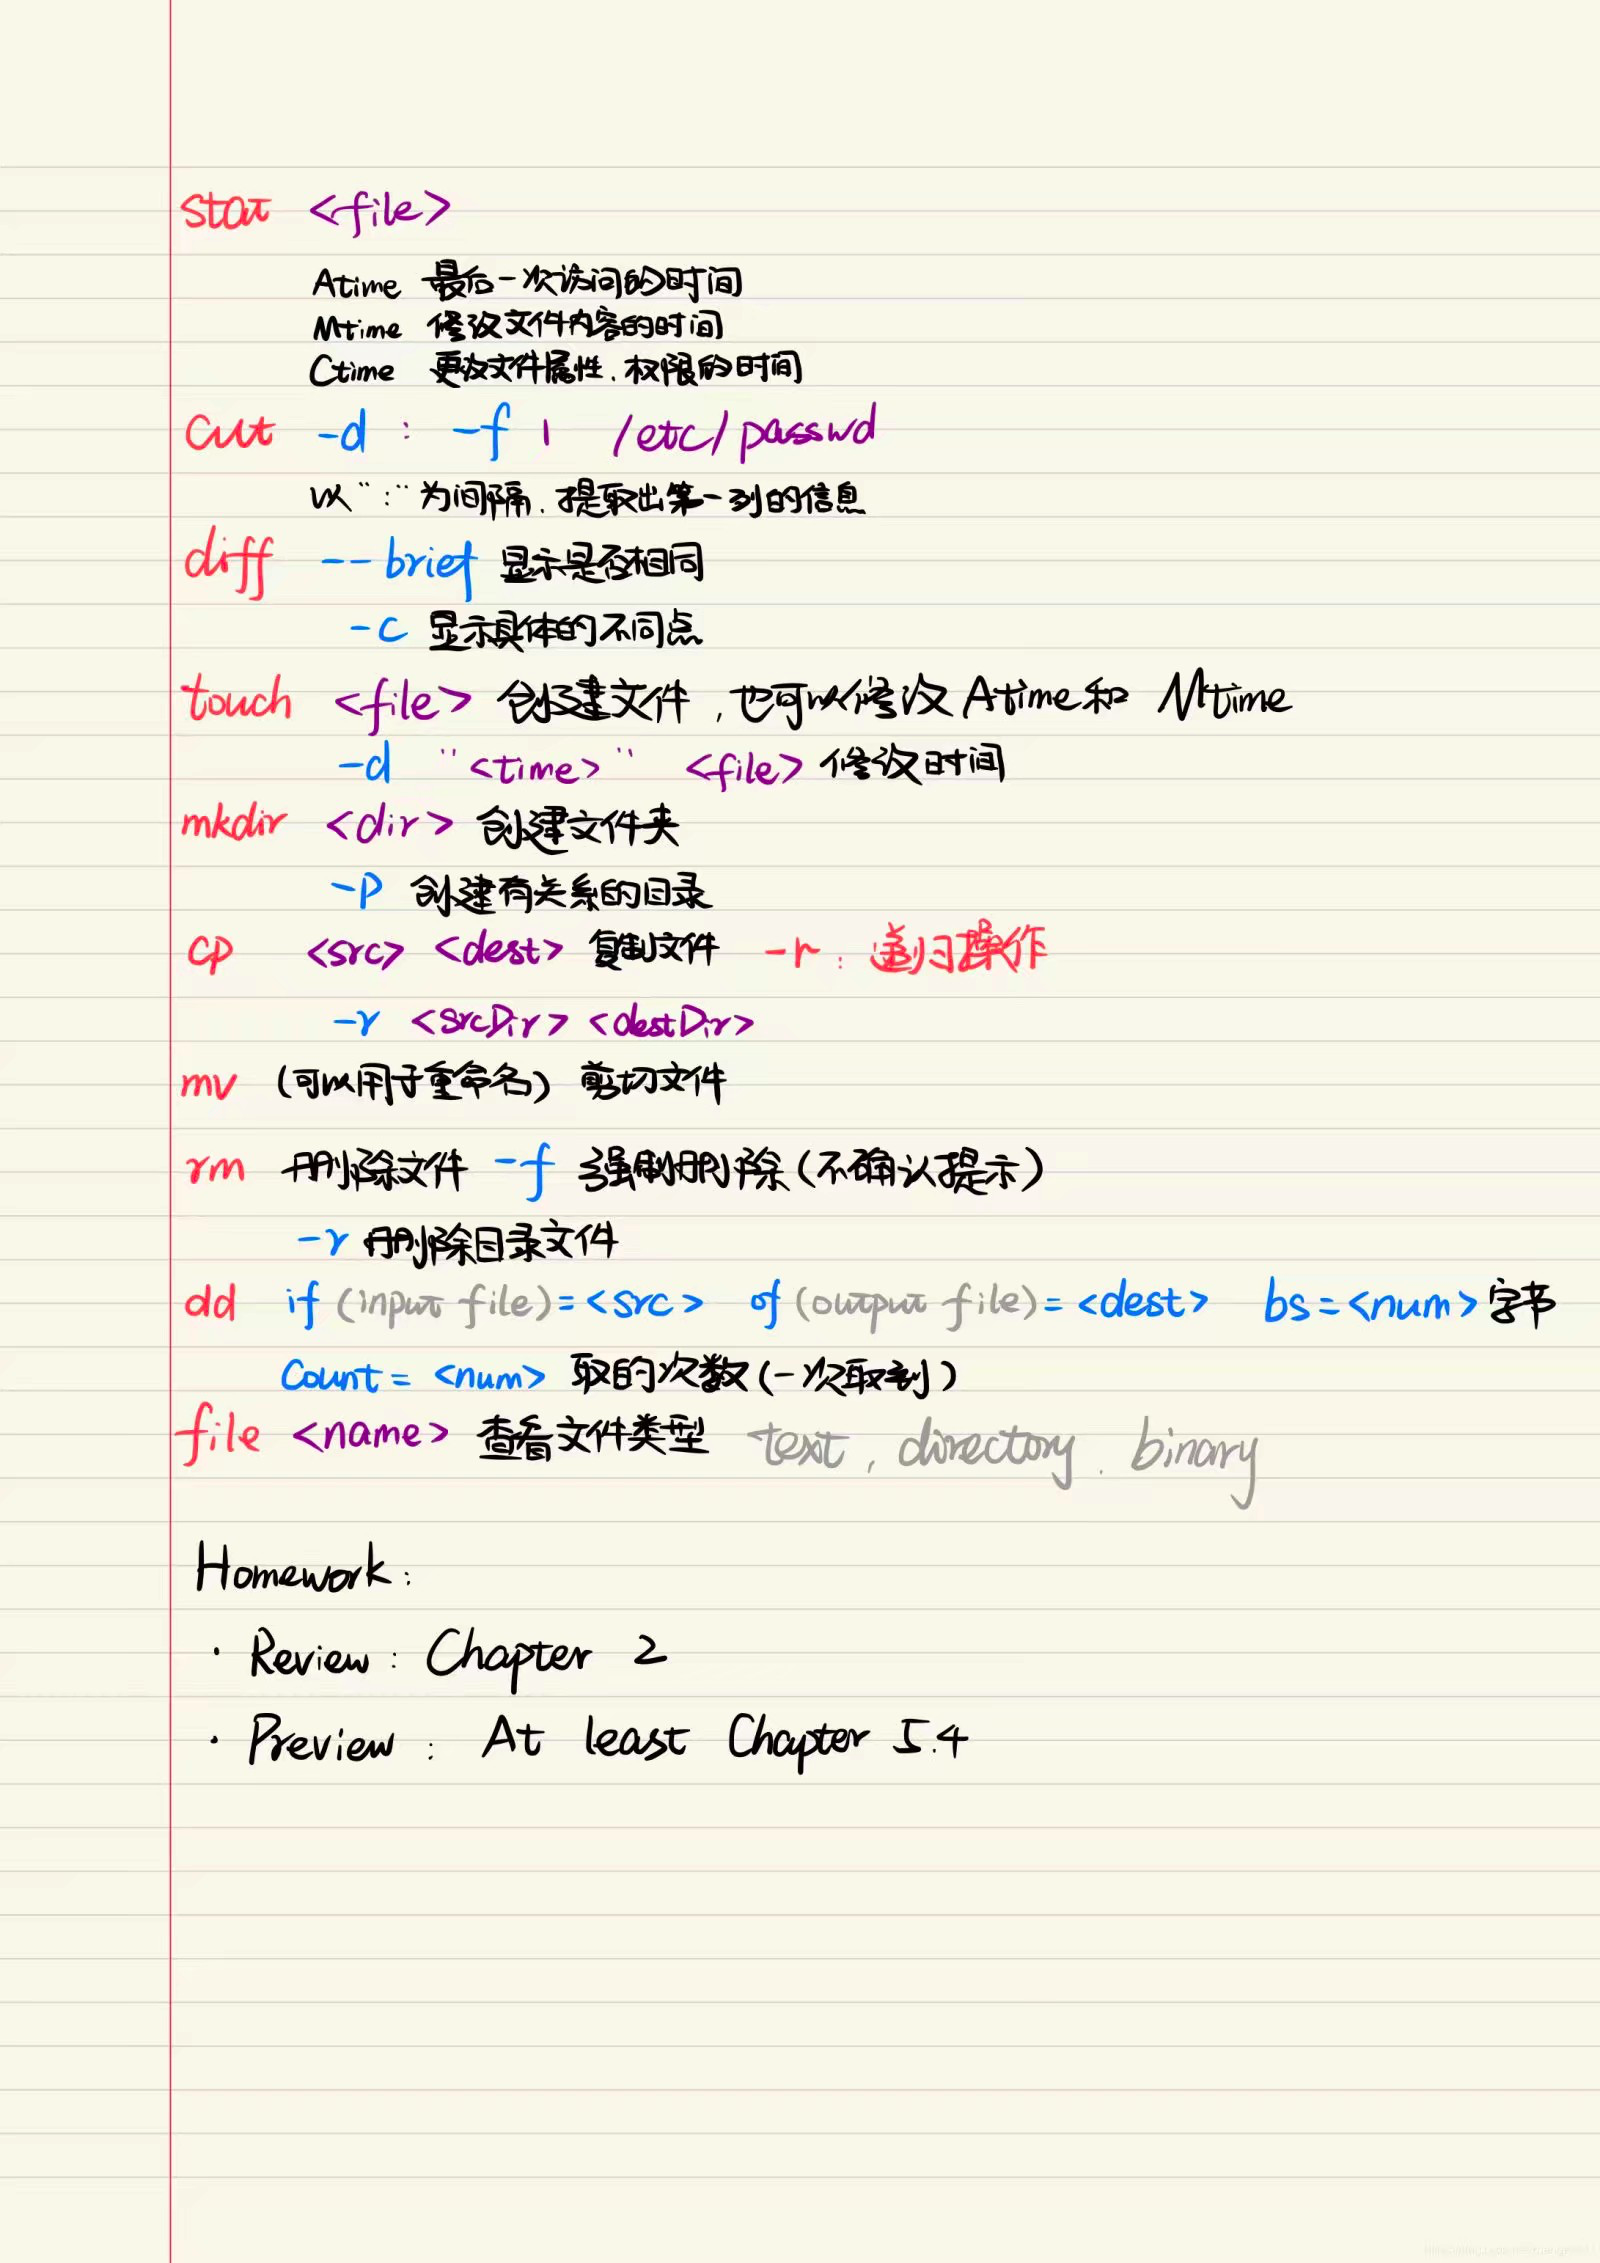 stat <file>
Atime 最后一次访问的时间
Mtime 修改文件内容的时间
Ctime 更改文件属性、权限的时间
cut -d : -f 1 /etc/passwd
以":"为间隔，提取出第一列的信息
diff --brief 显示是否相同
-c 显示具体的不同点
touch <file> 创建文件，也可以修改 Atime和 Mtime
-d "<time>" <file> 修改时间
mkdir <dir> 创建文件夹
-p 创建有关系的目录
cp <src> <dest> 复制文件 -r：递归操作
-r <srcDir> <destDir>
mv (可以用于重命名) 剪切文件
rm 删除文件 -f 强制删除(不确认提示)
-r 删除目录文件
dd if (input file)=<src> of (output file)=<dest> bs=<num>字节
Count= <num> 取的次数(一次取到)
file <name> 查看文件类型 text, directory, binary
Homework:
· Review: Chapter 2
· Preview: At least Chapter 5.4